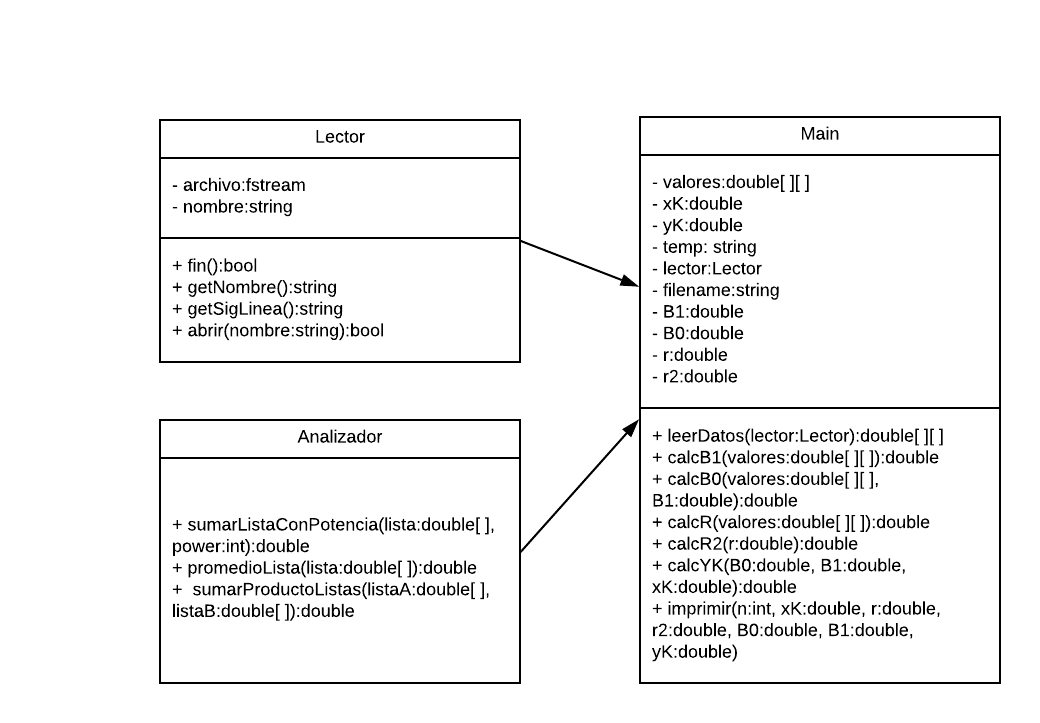 Lector
- archivo:fstream
- nombre:string
+ fin():bool
+ getNombre():string
+ getSigLinea():string
+ abrir(nombre:string):bool
Analizador
+ sumarListaConPotencia(lista:double[ ],
power:int):double
+ promedioLista(lista:double[ ]):double
+  sumarProductoListas(listaA:double[ ],
listaB:double[ ]):double
Main
- valores:double[ ][ ]
- xK:double
- yK:double
- temp: string
- lector:Lector
- filename:string
- B1:double
- B0:double
- r:double
- r2:double
+ leerDatos(lector:Lector):double[ ][ ]
+ calcB1(valores:double[ ][ ]):double
+ calcB0(valores:double[ ][ ],
B1:double):double
+ calcR(valores:double[ ][ ]):double
+ calcR2(r:double):double
+ calcYK(B0:double, B1:double,
xK:double):double
+ imprimir(n:int, xK:double, r:double,
r2:double, B0:double, B1:double,
yK:double)